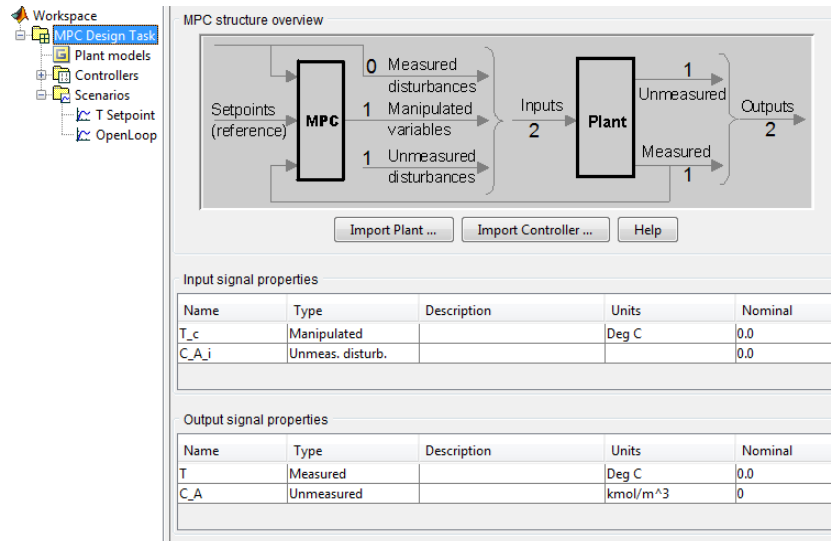 Workspace
MPC Design Task
Plant models
Controllers
Scenarios
T Setpoint
OpenLoop
MPC structure overview
Setpoints
(reference)
MPC
0 Measured
disturbances
1 Manipulated
variables
1 Unmeasured
disturbances
Inputs
2
Plant
1
Unmeasured
Measured
1
Outputs
2
Import Plant ... Import Controller ... Help
Input signal properties
Name Type Description Units Nominal
T_c Manipulated Deg C 0.0
C_A_i Unmeas. disturb. 0.0
Output signal properties
Name Type Description Units Nominal
T Measured Deg C 0.0
C_A Unmeasured kmol/m^3 0